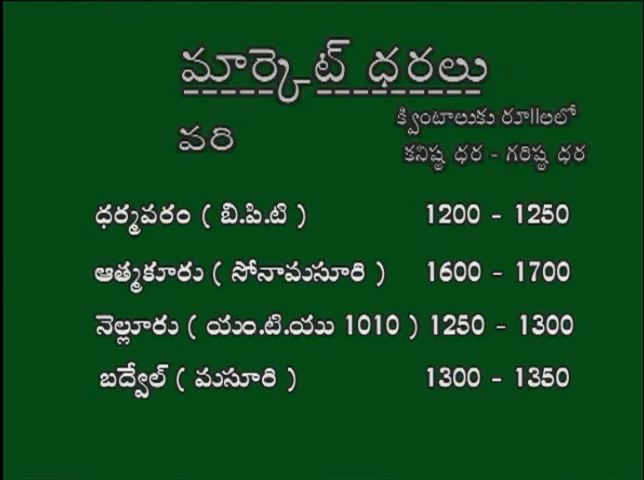 మార్కెట్ ధరలు
క్వింటాలుకు రూ||లలో
వరి
కనిష్ఠ ధర - గరిష్ఠ ధర
ధర్మవరం ( బి.పి.టి ) 1200 - 1250
ఆత్మకూరు ( సోనామసూరి ) 1600 - 1700
నెల్లూరు ( యం.టి.యు 1010 ) 1250 - 1300
బద్వేల్ ( మసూరి ) 1300 - 1350